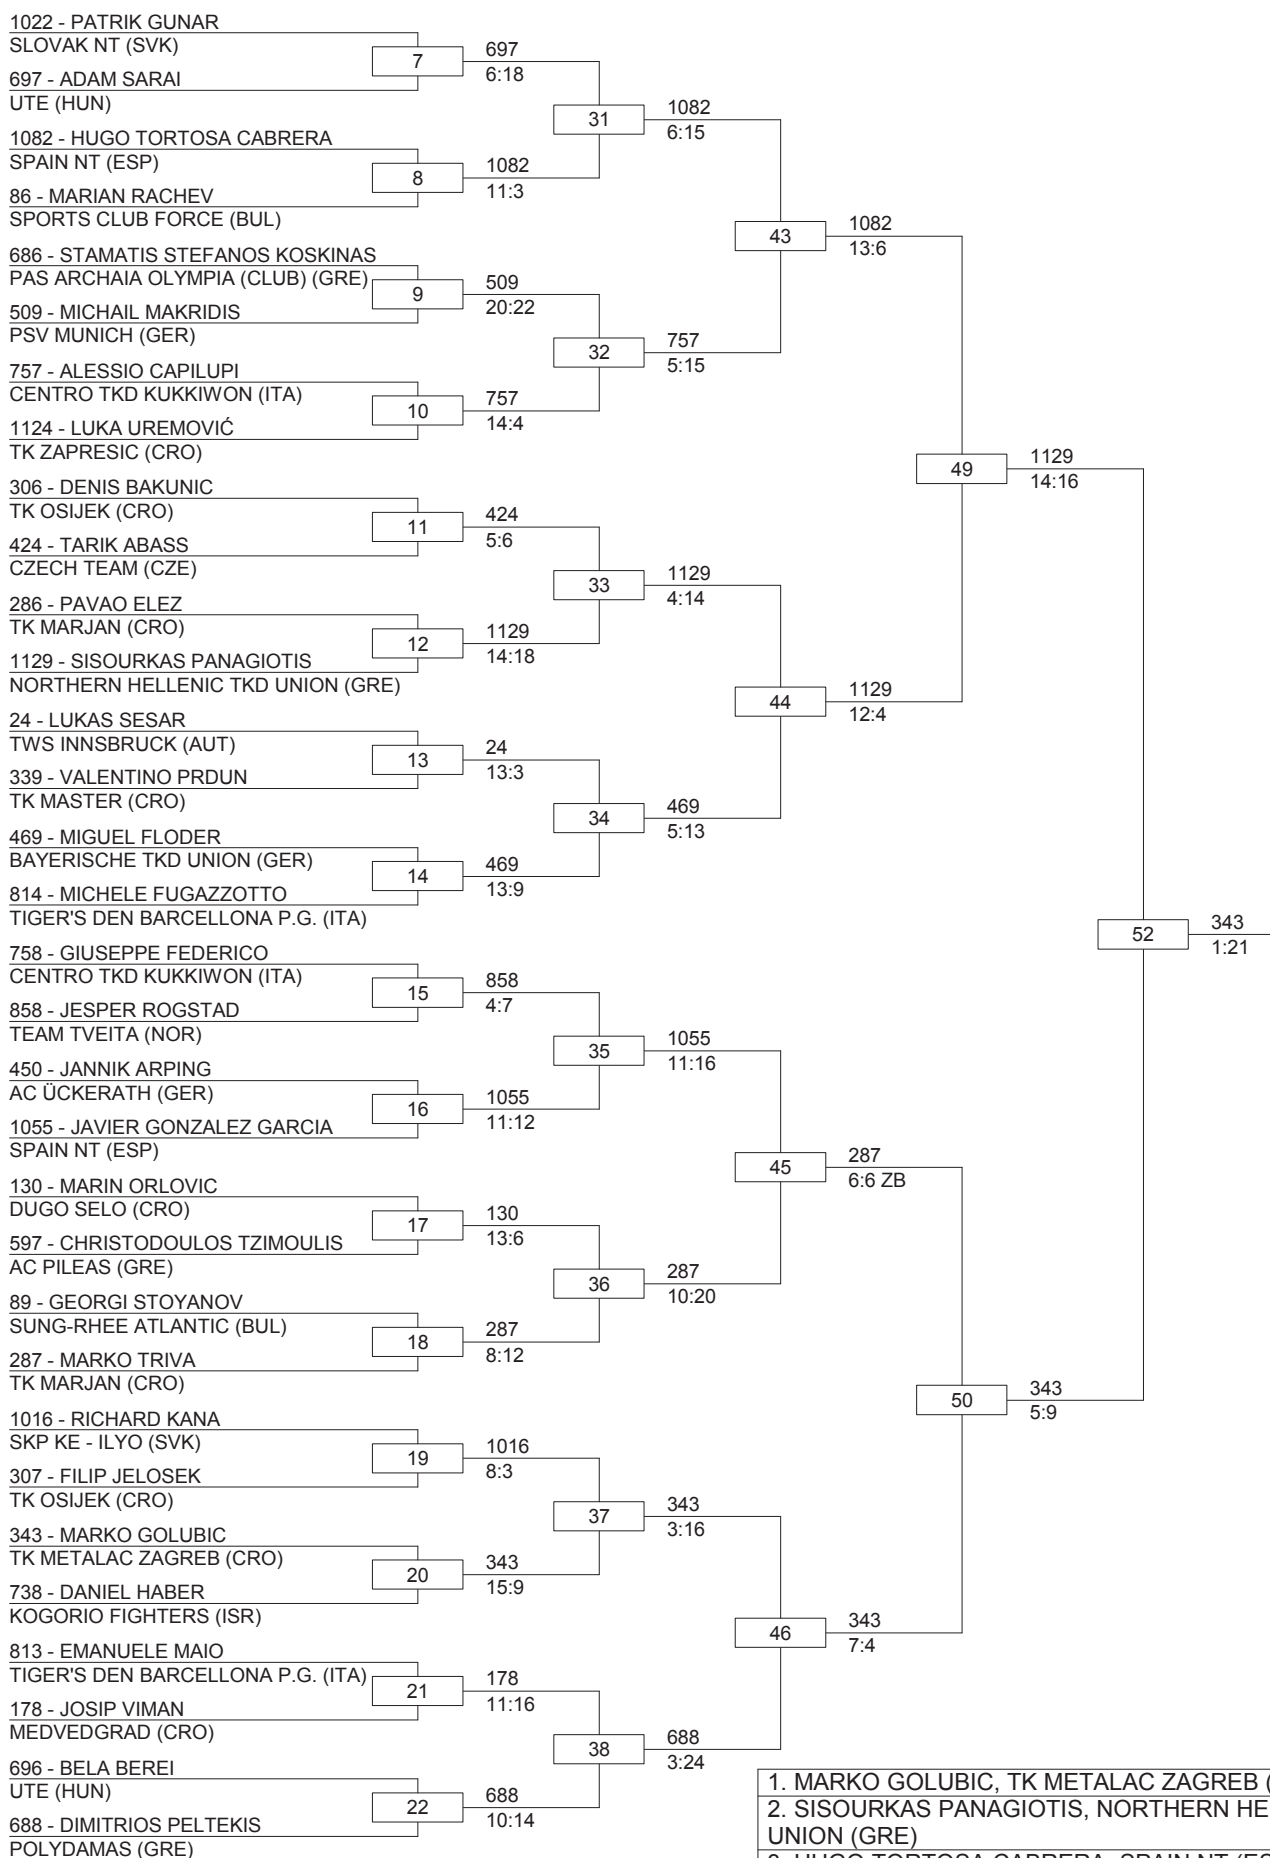 1022 - PATRIK GUNAR
SLOVAK NT (SVK)
7
697
6:18
697 - ADAM SARAI
UTE (HUN)
31
1082
6:15
1082 - HUGO TORTOSA CABRERA
SPAIN NT (ESP)
8
1082
11:3
86 - MARIAN RACHEV
SPORTS CLUB FORCE (BUL)
43
1082
13:6
686 - STAMATIS STEFANOS KOSKINAS
PAS ARCHAIA OLYMPIA (CLUB) (GRE)
9
509
20:22
509 - MICHAIL MAKRIDIS
PSV MUNICH (GER)
32
757
5:15
757 - ALESSIO CAPILUPI
CENTRO TKD KUKKIWON (ITA)
10
757
14:4
1124 - LUKA UREMOVIĆ
TK ZAPRESIC (CRO)
49
1129
14:16
306 - DENIS BAKUNIC
TK OSIJEK (CRO)
11
424
5:6
424 - TARIK ABASS
CZECH TEAM (CZE)
33
1129
4:14
286 - PAVAO ELEZ
TK MARJAN (CRO)
12
1129
14:18
1129 - SISOURKAS PANAGIOTIS
NORTHERN HELLENIC TKD UNION (GRE)
44
1129
12:4
24 - LUKAS SESAR
TWS INNSBRUCK (AUT)
13
24
13:3
339 - VALENTINO PRDUN
TK MASTER (CRO)
34
469
5:13
469 - MIGUEL FLODER
BAYERISCHE TKD UNION (GER)
14
469
13:9
814 - MICHELE FUGAZZOTTO
TIGER'S DEN BARCELLONA P.G. (ITA)
52
343
1:21
758 - GIUSEPPE FEDERICO
CENTRO TKD KUKKIWON (ITA)
15
858
4:7
858 - JESPER ROGSTAD
TEAM TVEITA (NOR)
35
1055
11:16
450 - JANNIK ARPING
AC ÜCKERATH (GER)
16
1055
11:12
1055 - JAVIER GONZALEZ GARCIA
SPAIN NT (ESP)
45
287
6:6 ZB
130 - MARIN ORLOVIC
DUGO SELO (CRO)
17
130
13:6
597 - CHRISTODOULOS TZIMOULIS
AC PILEAS (GRE)
36
287
10:20
89 - GEORGI STOYANOV
SUNG-RHEE ATLANTIC (BUL)
18
287
8:12
287 - MARKO TRIVA
TK MARJAN (CRO)
50
343
5:9
1016 - RICHARD KANA
SKP KE - ILYO (SVK)
19
1016
8:3
307 - FILIP JELOSEK
TK OSIJEK (CRO)
37
343
3:16
343 - MARKO GOLUBIC
TK METALAC ZAGREB (CRO)
20
343
15:9
738 - DANIEL HABER
KOGORIO FIGHTERS (ISR)
46
343
7:4
813 - EMANUELE MAIO
TIGER'S DEN BARCELLONA P.G. (ITA)
21
178
11:16
178 - JOSIP VIMAN
MEDVEDGRAD (CRO)
38
688
3:24
696 - BELA BEREI
UTE (HUN)
22
688
10:14
688 - DIMITRIOS PELTEKIS
POLYDAMAS (GRE)
1. MARKO GOLUBIC, TK METALAC ZAGREB (
2. SISOURKAS PANAGIOTIS, NORTHERN HE
UNION (GRE)
3. HUGO TORTOSA CABRERA, SPAIN NT (ES